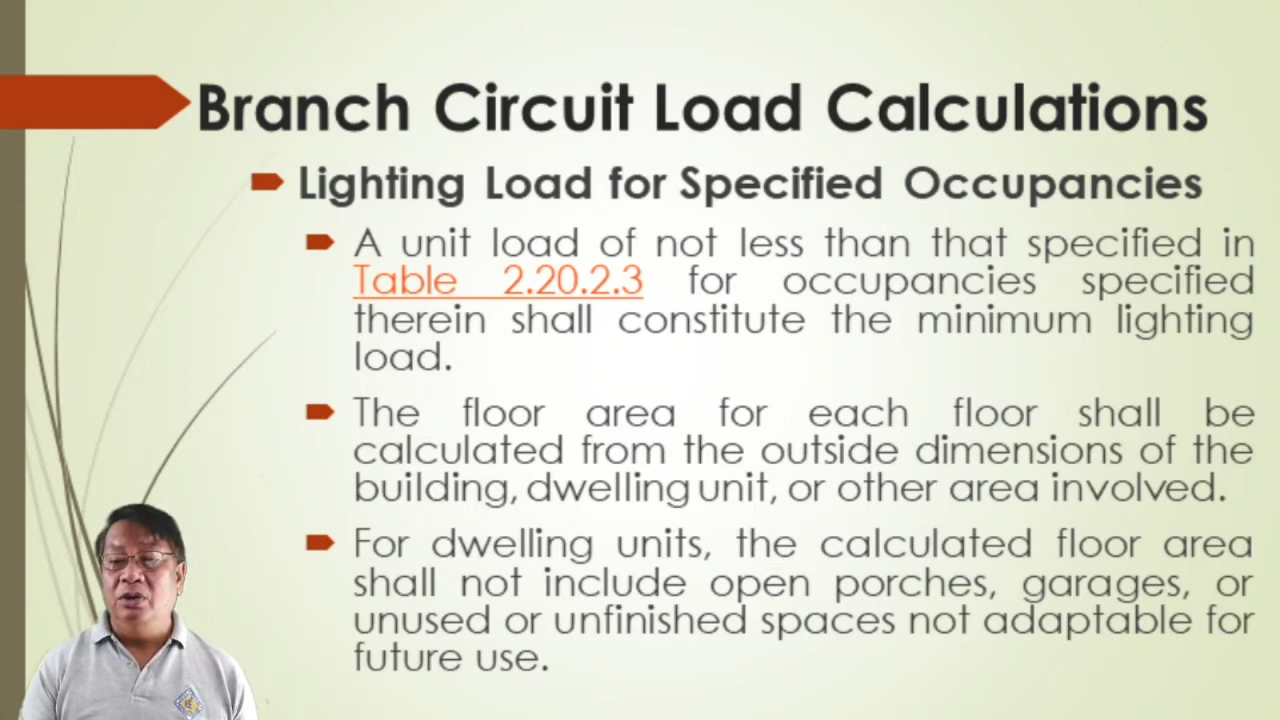 Branch Circuit Load Calculations
Lighting Load for Specified Occupancies
A unit load of not less than that specified in
Table 2.20.2.3 for occupancies specified
therein shall constitute the minimum lighting
load.
The floor area for each floor shall be
calculated from the outside dimensions of the
building, dwelling unit, or other area involved.
For dwelling units, the calculated floor area
shall not include open porches, garages, or
unused or unfinished spaces not adaptable for
future use.